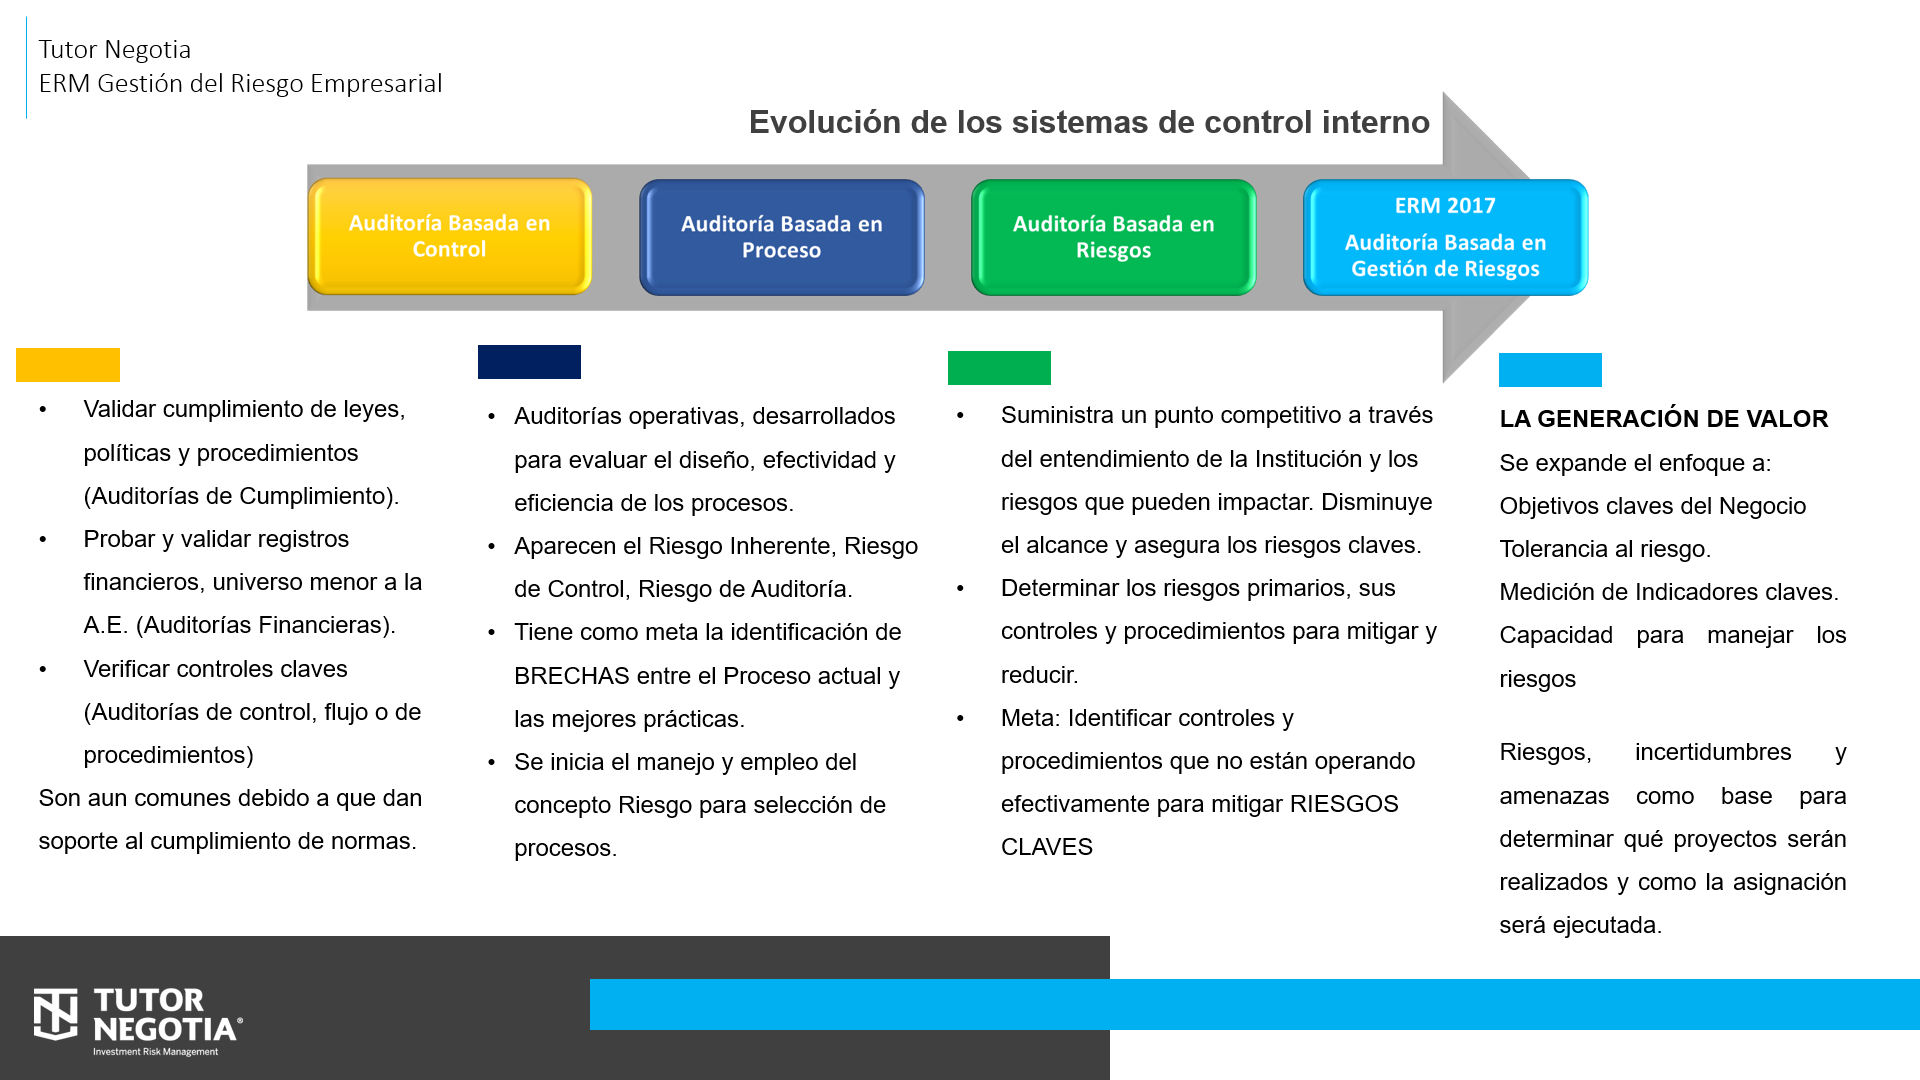 Tutor Negotia
ERM Gestión del Riesgo Empresarial
Evolución de los sistemas de control interno
Auditoría Basada en
Control
Auditoría Basada en
Proceso
Auditoría Basada en
Riesgos
ERM 2017
Auditoría Basada en
Gestión de Riesgos
• Validar cumplimiento de leyes,
políticas y procedimientos
(Auditorías de Cumplimiento).
• Probar y validar registros
financieros, universo menor a la
A.E. (Auditorías Financieras).
• Verificar controles claves
(Auditorías de control, flujo o de
procedimientos)
Son aun comunes debido a que dan
soporte al cumplimiento de normas.
• Auditorías operativas, desarrollados
para evaluar el diseño, efectividad y
eficiencia de los procesos.
• Aparecen el Riesgo Inherente, Riesgo
de Control, Riesgo de Auditoría.
• Tiene como meta la identificación de
BRECHAS entre el Proceso actual y
las mejores prácticas.
• Se inicia el manejo y empleo del
concepto Riesgo para selección de
procesos.
• Suministra un punto competitivo a través
del entendimiento de la Institución y los
riesgos que pueden impactar. Disminuye
el alcance y asegura los riesgos claves.
• Determinar los riesgos primarios, sus
controles y procedimientos para mitigar y
reducir.
• Meta: Identificar controles y
procedimientos que no están operando
efectivamente para mitigar RIESGOS
CLAVES
LA GENERACIÓN DE VALOR
Se expande el enfoque a:
Objetivos claves del Negocio
Tolerancia al riesgo.
Medición de Indicadores claves.
Capacidad para manejar los
riesgos
Riesgos, incertidumbres y
amenazas como base para
determinar qué proyectos serán
realizados y como la asignación
será ejecutada.
TUTOR
NEGOTIA®
Investment Risk Management